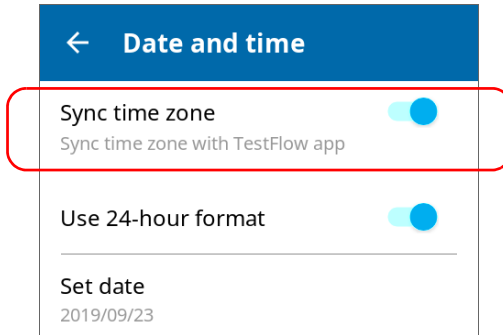 Date and time
Sync time zone
Sync time zone with TestFlow app
Use 24-hour format
Set date
2019/09/23